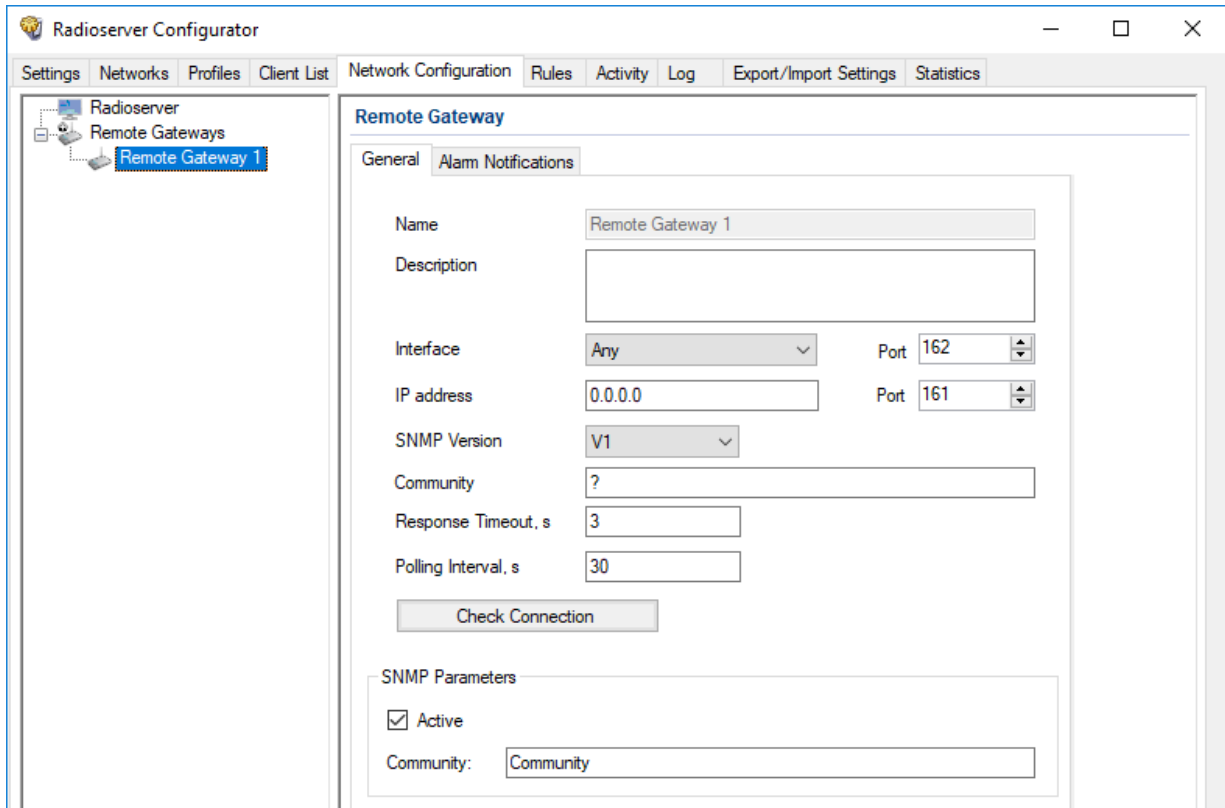 Radioserver Configurator
Settings Networks Profiles Client List Network Configuration Rules Activity Log Export/Import Settings Statistics
Radioserver
Remote Gateways
Remote Gateway 1
Remote Gateway
General Alarm Notifications
Name Remote Gateway 1
Description
Interface Any Port 162
IP address 0.0.0.0 Port 161
SNMP Version V1
Community ?
Response Timeout, s 3
Polling Interval, s 30
Check Connection
SNMP Parameters
Active
Community: Community